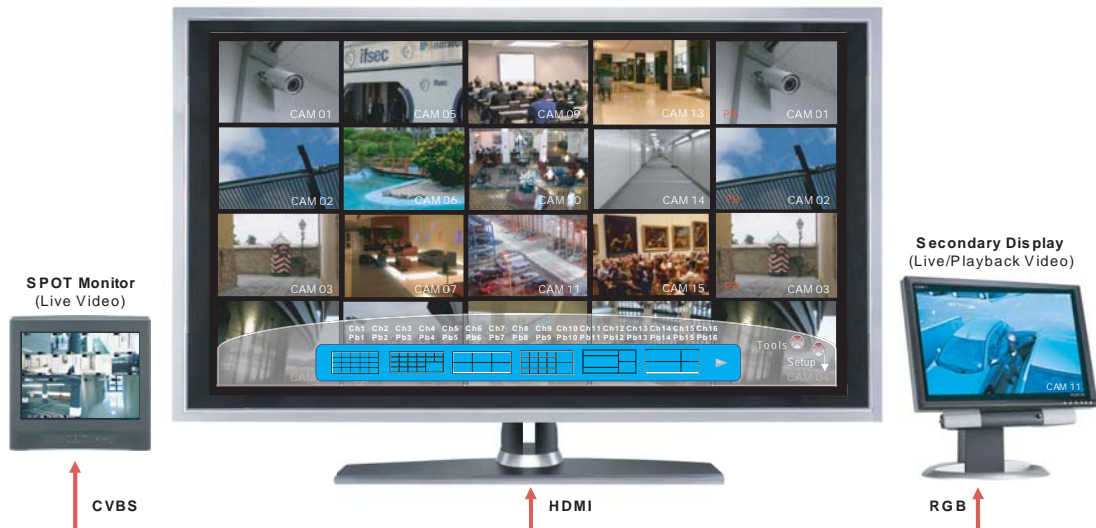 SPOT Monitor
(Live Video)
CVBS
ifsec
ifsec
CAM 01
CAM 05
CAM 09
CAM 13
CAM 01
CAM 02
CAM 06
CAM 10
CAM 14
CAM 02
CAM 03
CAM 07
CAM 11
CAM 15
CAM 03
Ch1 Ch2 Ch3 Ch4 Ch5 Ch6 Ch7 Ch8 Ch9 Ch10 Ch11 Ch12 Ch13 Ch14 Ch15 Ch16
Pb1 Pb2 Pb3 Pb4 Pb5 Pb6 Pb7 Pb8 Pb9 Pb10 Pb11 Pb12 Pb13 Pb14 Pb15 Pb16
Tools
Setup
CAM 04
HDMI
Secondary Display
(Live/Playback Video)
CAM 11
RGB